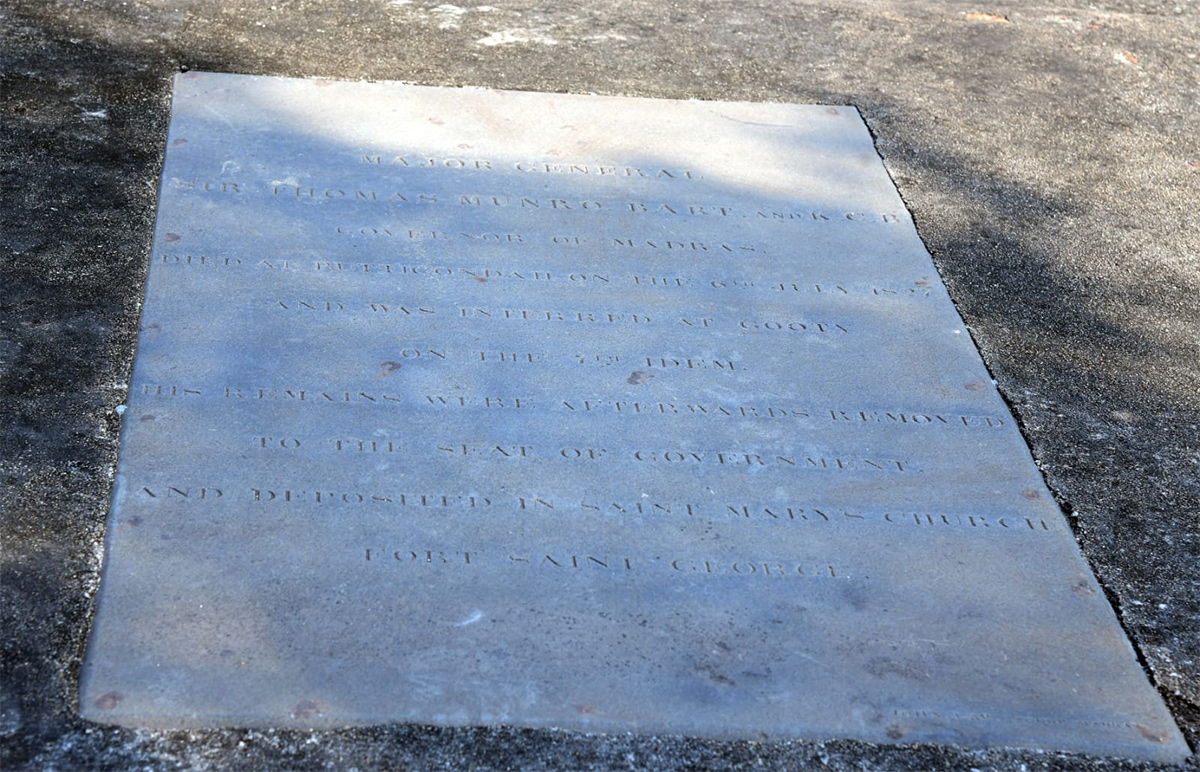 MAJOR GENERAL
SIR THOMAS MUNRO BART. AND K.C.B.
GOVERNOR OF MADRAS
DIED AT PUTTICONDAH ON THE 6TH JULY 1827
AND WAS INTERRED AT GOOTY
ON THE 7TH IDEM.
HIS REMAINS WERE AFTERWARDS REMOVED
TO THE SEAT OF GOVERNMENT.
AND DEPOSITED IN SAINT MARY'S CHURCH
FORT SAINT GEORGE.